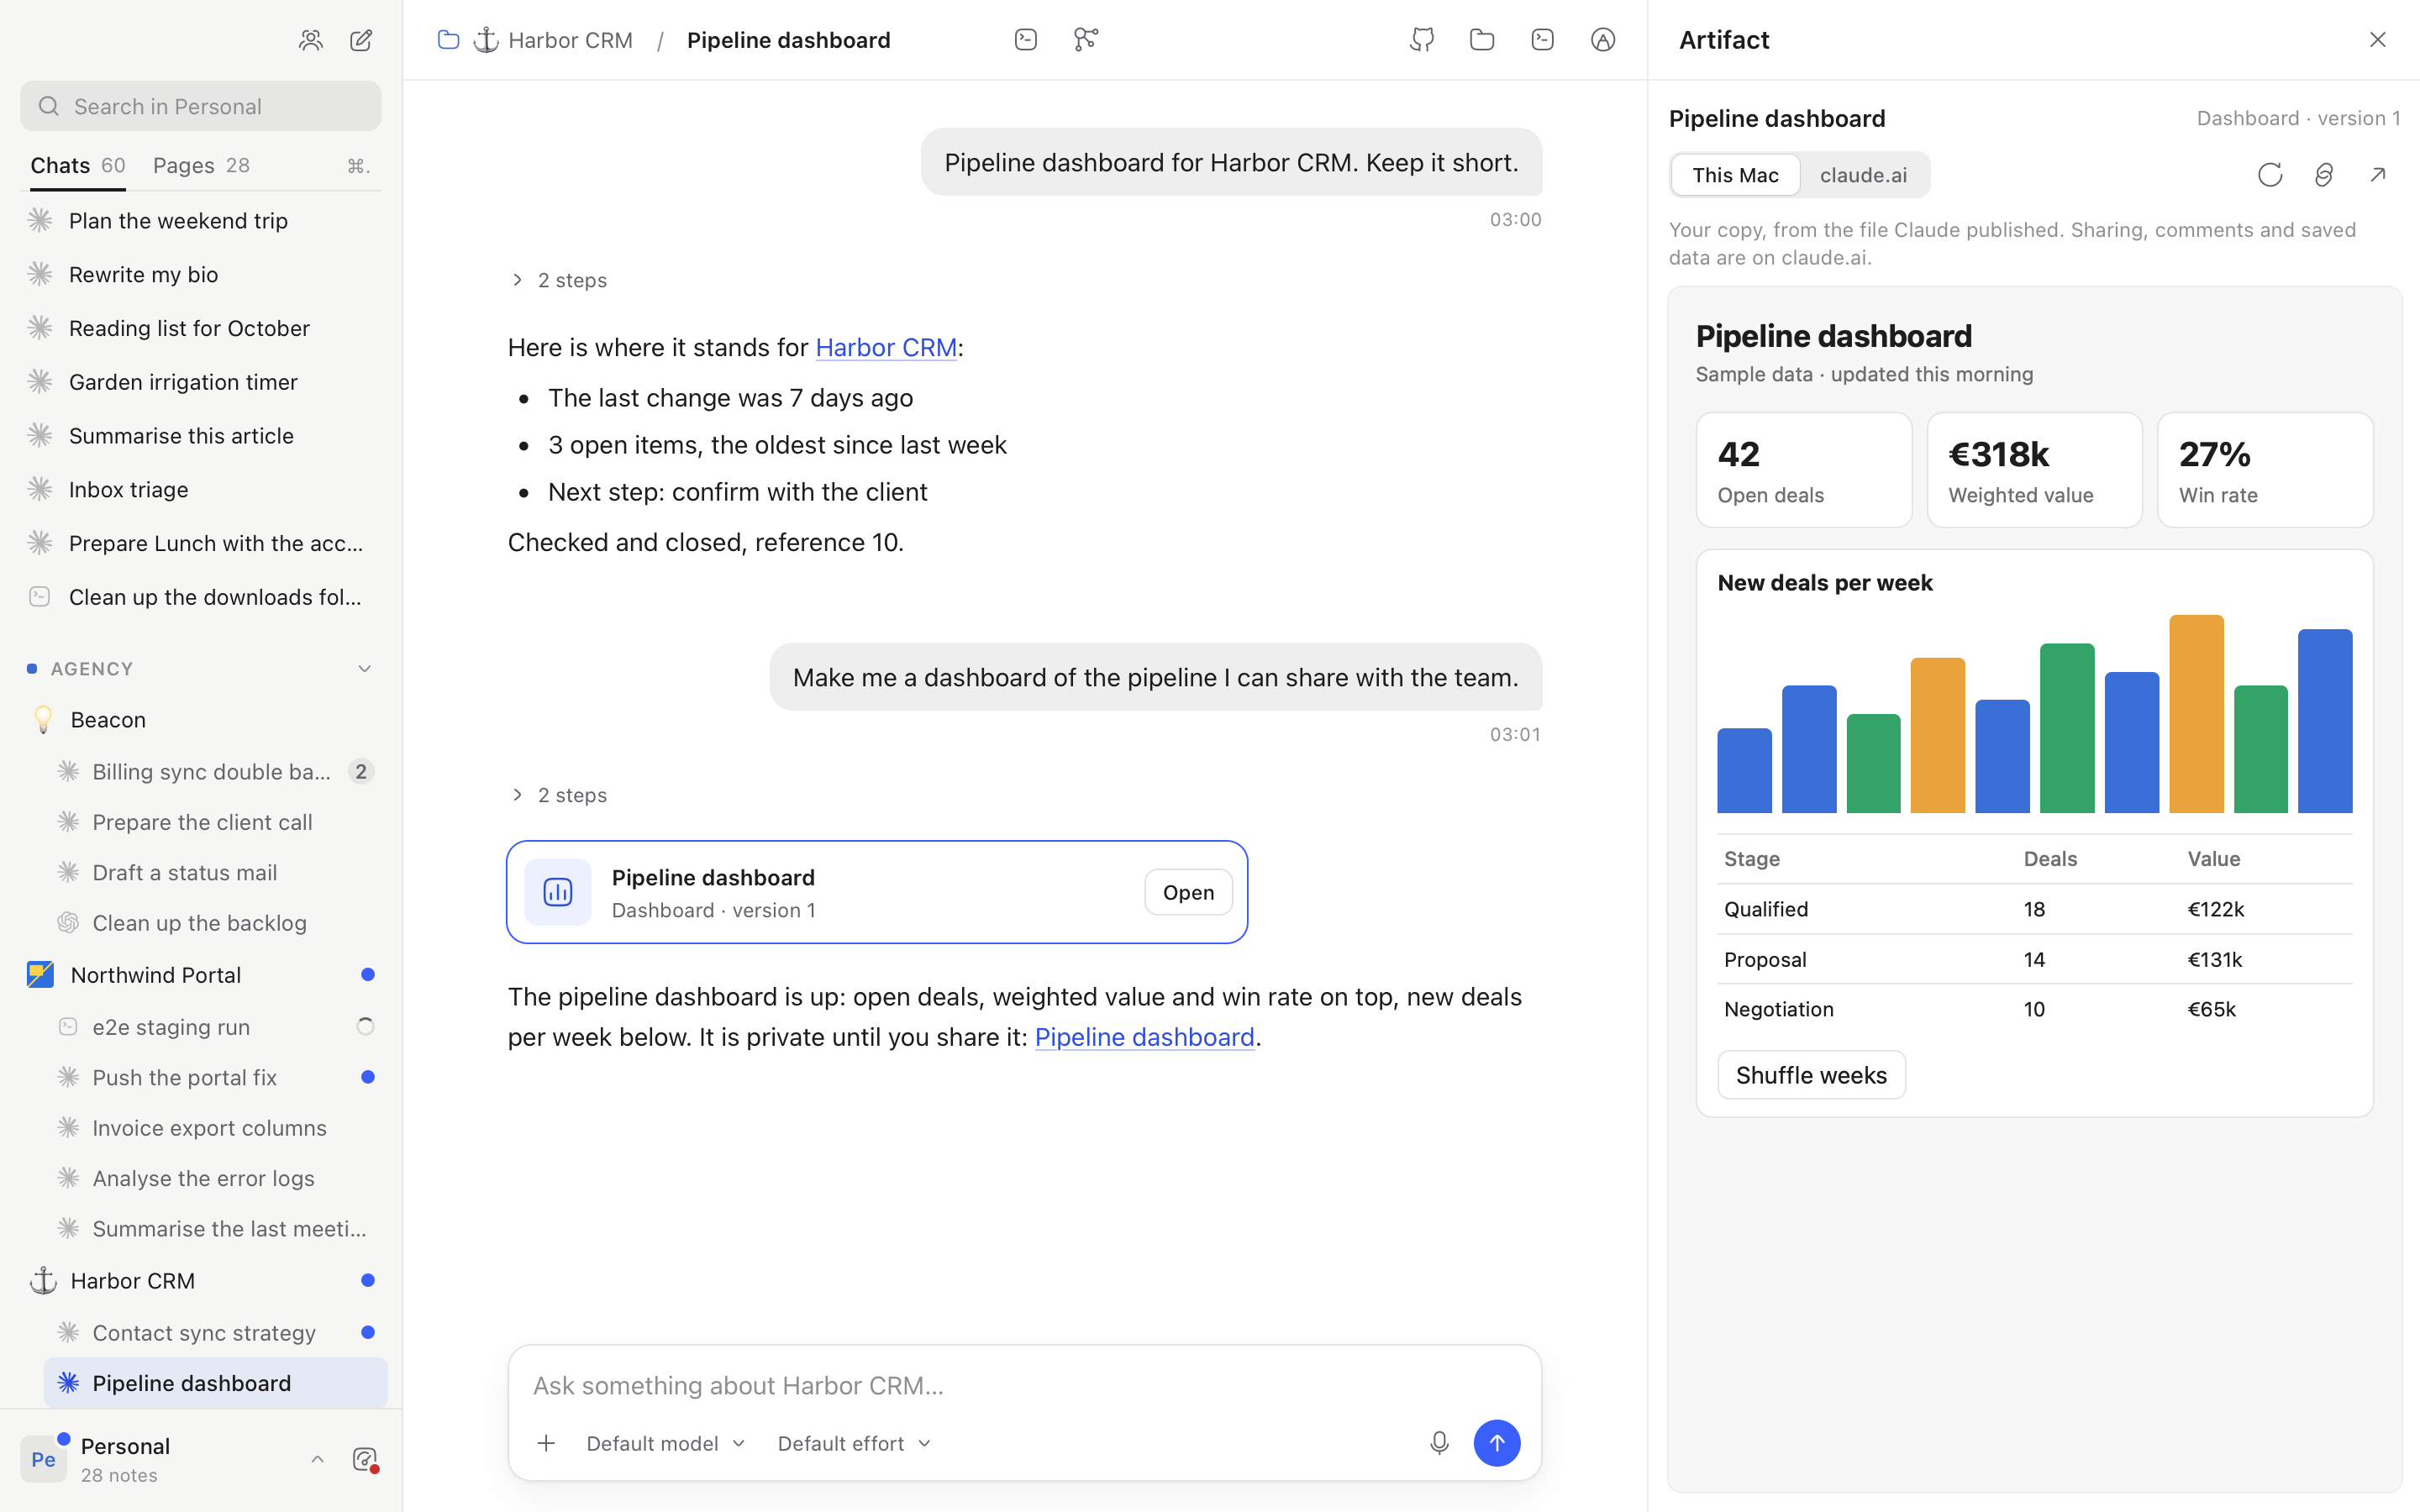 Search in Personal
Chats 60 Pages 28 ⌘.
Plan the weekend trip
Rewrite my bio
Reading list for October
Garden irrigation timer
Summarise this article
Inbox triage
Prepare Lunch with the acc...
Clean up the downloads fol...
AGENCY
Beacon
Billing sync double ba... 2
Prepare the client call
Draft a status mail
Clean up the backlog
Northwind Portal
e2e staging run
Push the portal fix
Invoice export columns
Analyse the error logs
Summarise the last meeti...
Harbor CRM
Contact sync strategy
Pipeline dashboard
Pe
Personal
28 notes
Harbor CRM / Pipeline dashboard
Pipeline dashboard for Harbor CRM. Keep it short.
03:00
2 steps
Here is where it stands for Harbor CRM:
• The last change was 7 days ago
• 3 open items, the oldest since last week
• Next step: confirm with the client
Checked and closed, reference 10.
Make me a dashboard of the pipeline I can share with the team.
03:01
2 steps
Pipeline dashboard
Dashboard · version 1
Open
The pipeline dashboard is up: open deals, weighted value and win rate on top, new deals
per week below. It is private until you share it: Pipeline dashboard.
Ask something about Harbor CRM...
Default model Default effort
Artifact
Pipeline dashboard Dashboard · version 1
This Mac claude.ai
Your copy, from the file Claude published. Sharing, comments and saved
data are on claude.ai.
Pipeline dashboard
Sample data · updated this morning
42 €318k 27%
Open deals Weighted value Win rate
New deals per week
Stage Deals Value
Qualified 18 €122k
Proposal 14 €131k
Negotiation 10 €65k
Shuffle weeks